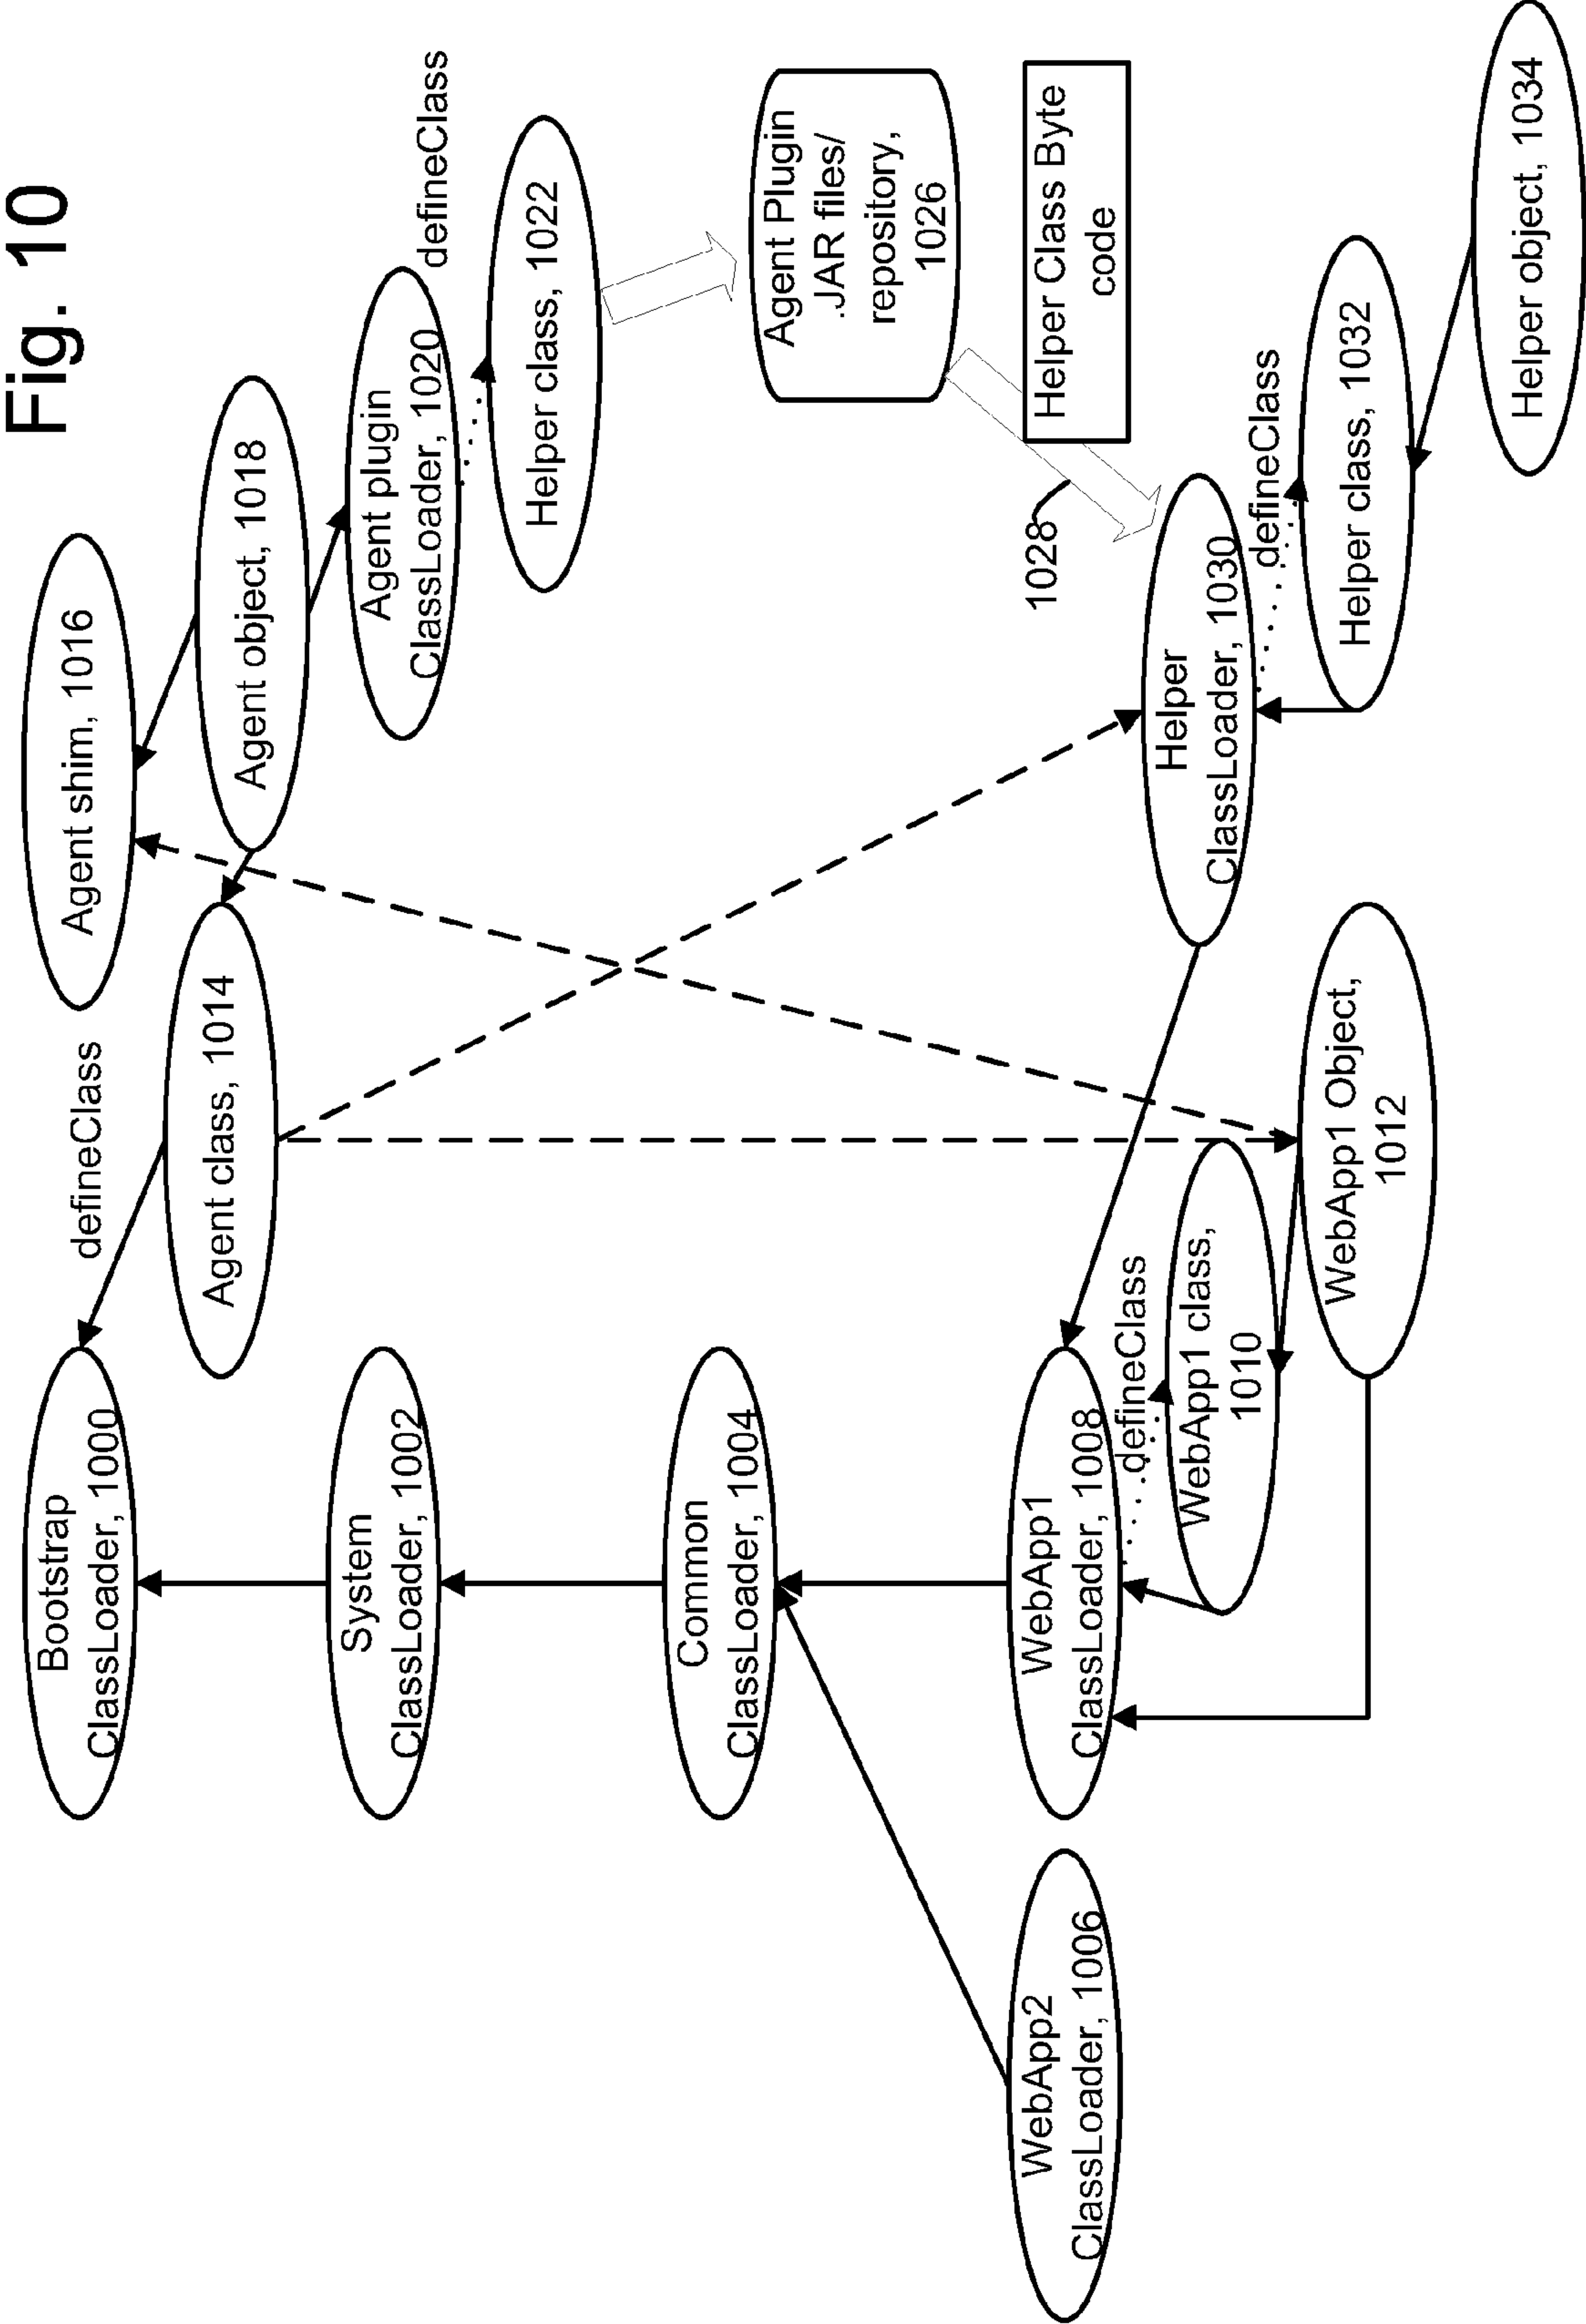 Fig. 10
Bootstrap
ClassLoader, 1000
defineClass
Agent shim, 1016
Agent class, 1014
Agent object, 1018
System
ClassLoader, 1002
Agent plugin
ClassLoader, 1020
defineClass
Helper class, 1022
Common
ClassLoader, 1004
Agent Plugin
.JAR files/
repository,
1026
WebApp2
ClassLoader, 1006
WebApp1
ClassLoader, 1008
1028
Helper Class Byte
code
defineClass
WebApp1 class,
1010
Helper
ClassLoader, 1030
defineClass
WebApp1 Object,
1012
Helper class, 1032
Helper object, 1034